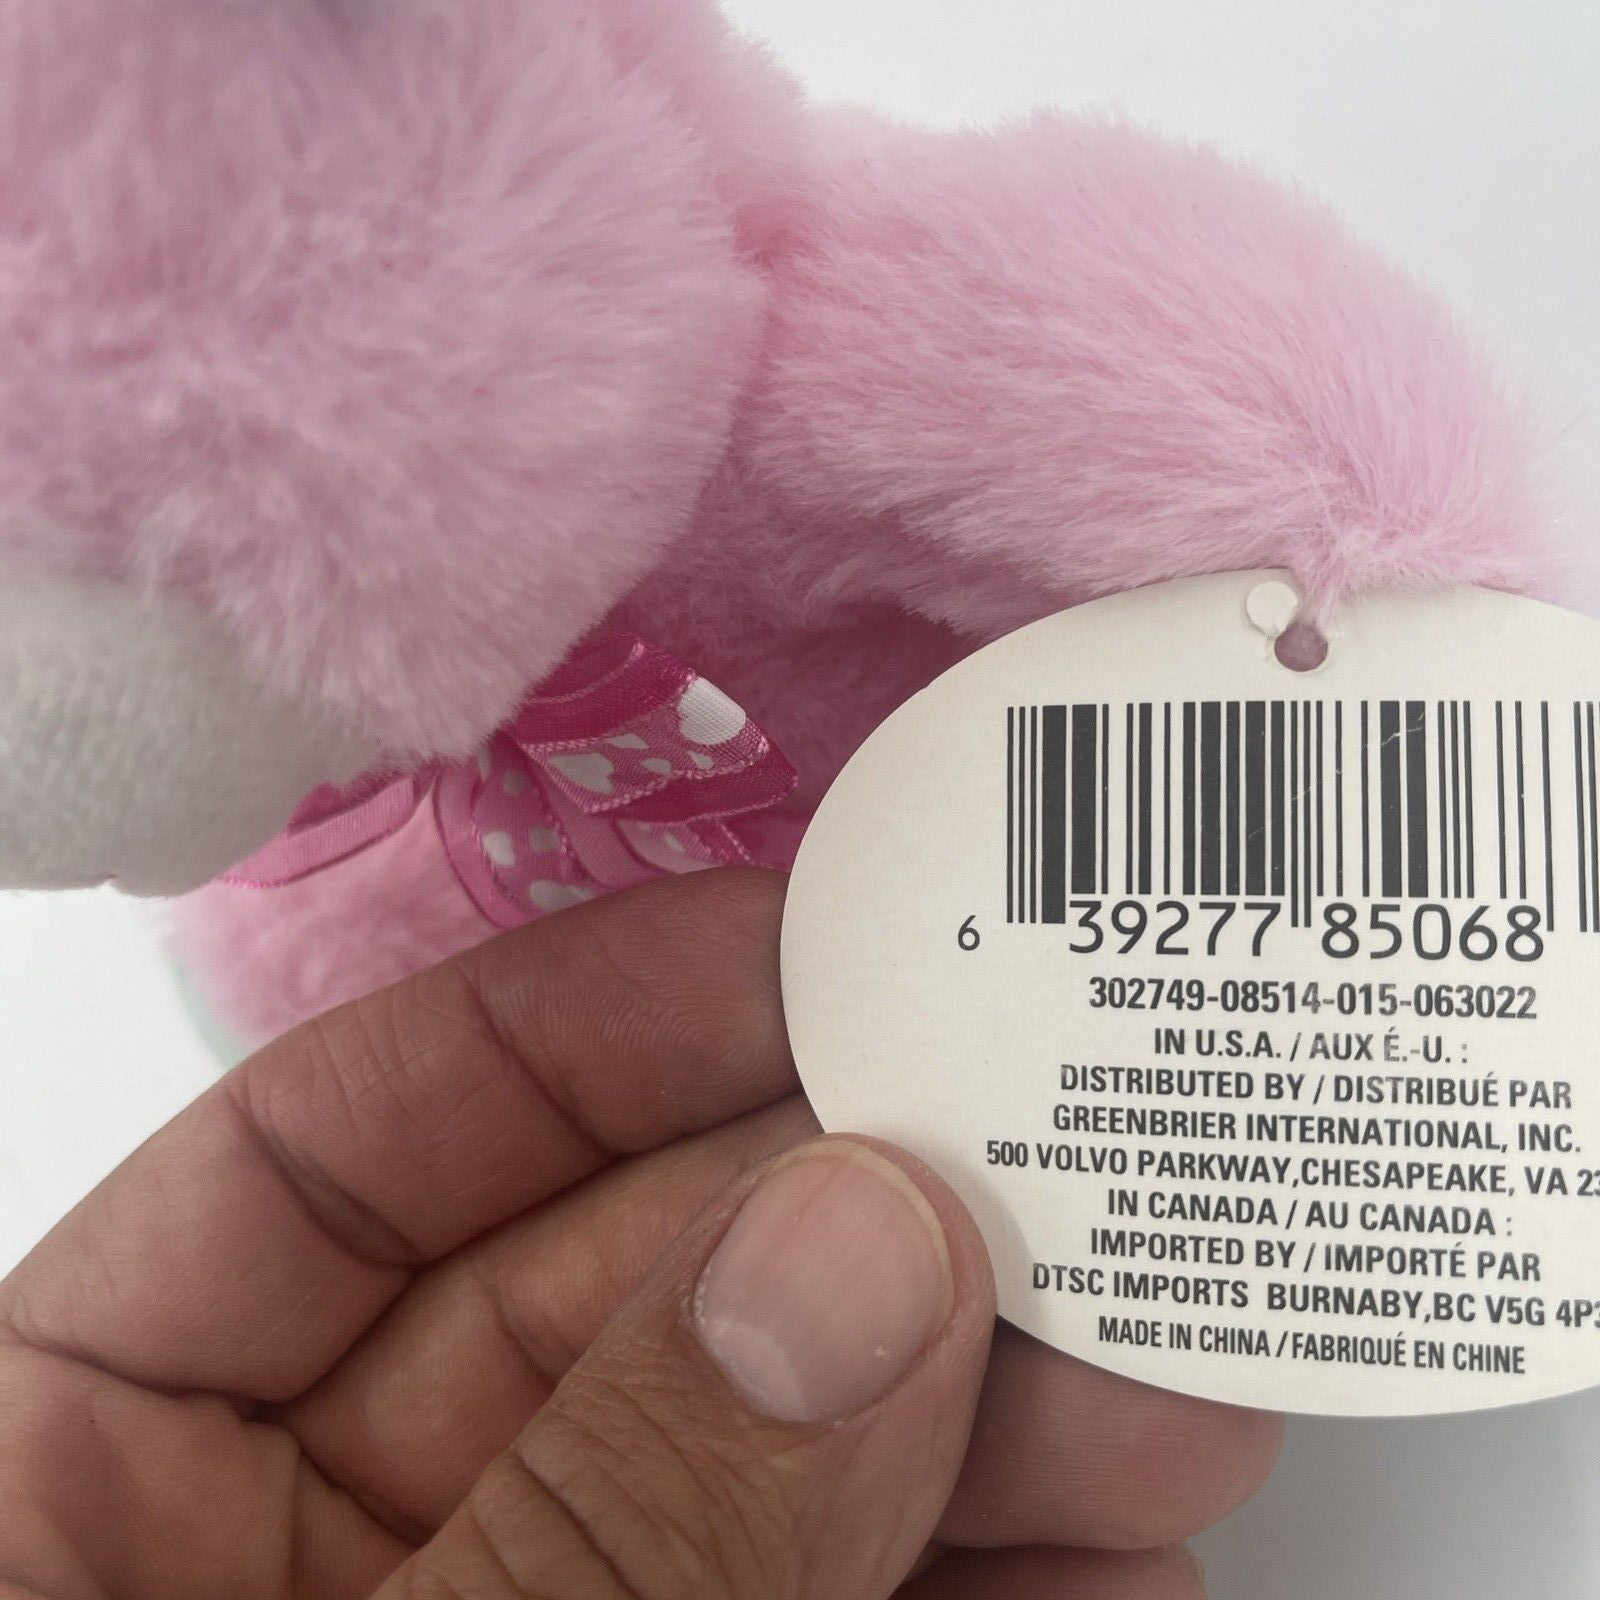 6 39277 85068
302749-08514-015-063022
IN U.S.A. / AUX É.-U. :
DISTRIBUTED BY / DISTRIBUÉ PAR
GREENBRIER INTERNATIONAL, INC.
500 VOLVO PARKWAY,CHESAPEAKE, VA
IN CANADA / AU CANADA :
IMPORTED BY / IMPORTÉ PAR
DTSC IMPORTS BURNABY,BC V5G
MADE IN CHINA / FABRIQUÉ EN CHINE